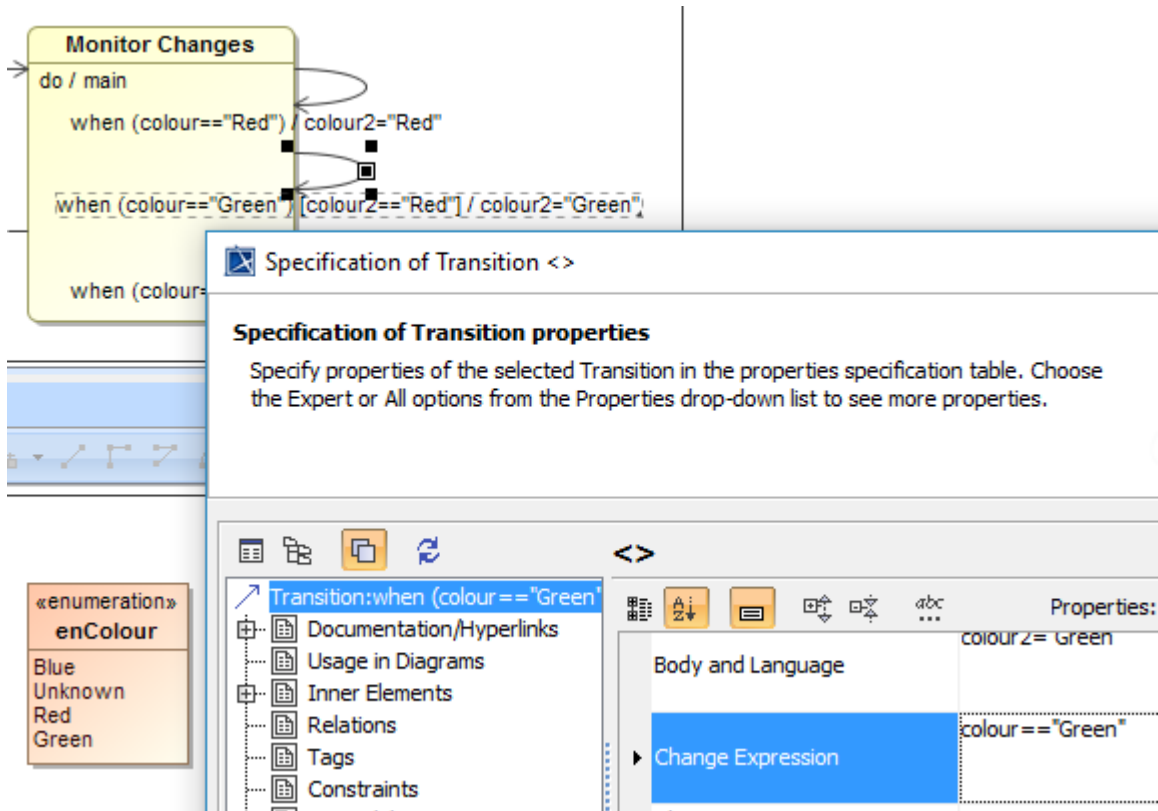 Monitor Changes
do / main
when (colour=="Red") / colour2="Red"
when (colour=="Green") [colour2=="Red"] / colour2="Green";
when (colour=
Specification of Transition <>
Specification of Transition properties
Specify properties of the selected Transition in the properties specification table. Choose
the Expert or All options from the Properties drop-down list to see more properties.
<>
Transition:when (colour=="Green"
Documentation/Hyperlinks
Usage in Diagrams
Inner Elements
Relations
Tags
Constraints
abc
Properties:
colour2="Green"
Body and Language
Change Expression
colour=="Green"
«enumeration»
enColour
Blue
Unknown
Red
Green